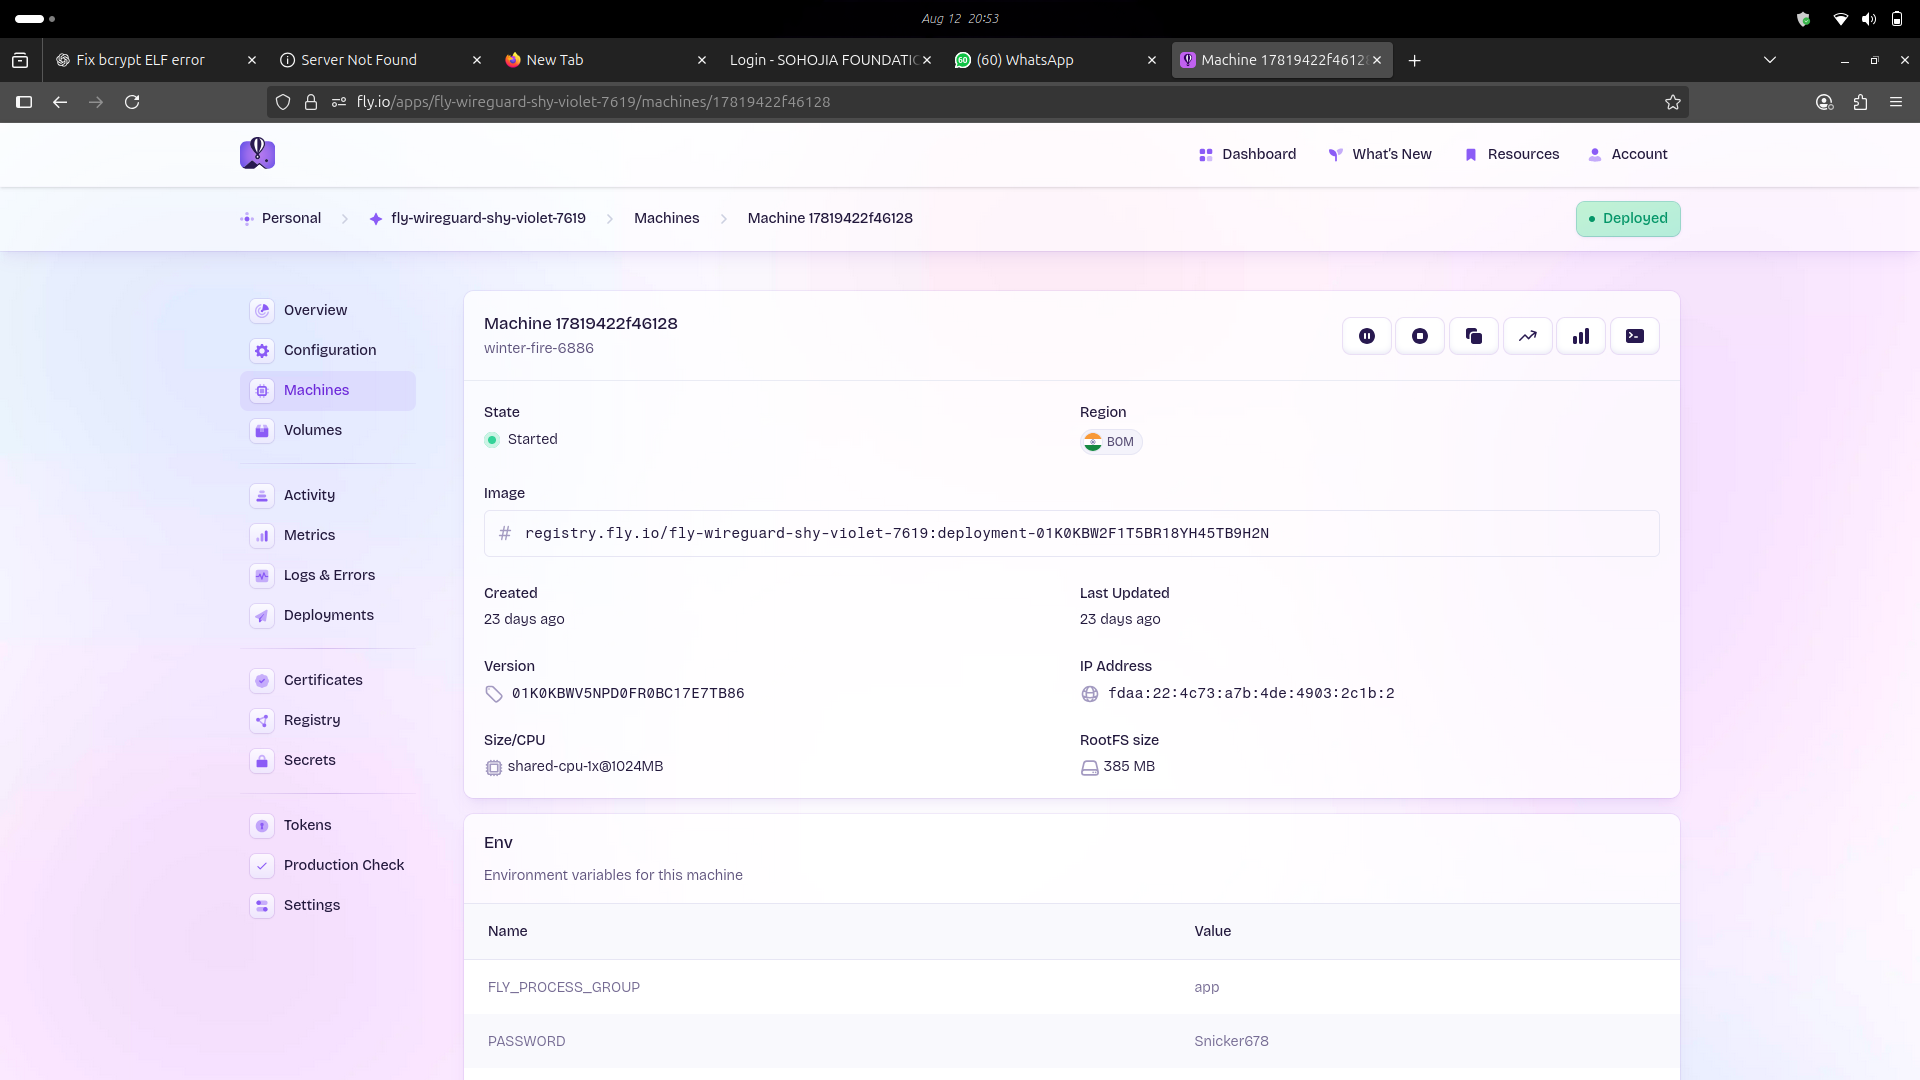 Aug 12 20:53
Fix bcrypt ELF error
Server Not Found
New Tab
Login - SOHOJIA FOUNDATIO
(60) WhatsApp
Machine 17819422f46128
fly.io/apps/fly-wireguard-shy-violet-7619/machines/17819422f46128
Dashboard
What's New
Resources
Account
Personal
fly-wireguard-shy-violet-7619
Machines
Machine 17819422f46128
Deployed
Overview
Configuration
Machines
Volumes
Activity
Metrics
Logs & Errors
Deployments
Certificates
Registry
Secrets
Tokens
Production Check
Settings
Machine 17819422f46128
winter-fire-6886
State
Started
Region
BOM
Image
# registry.fly.io/fly-wireguard-shy-violet-7619:deployment-01K0KBW2F1T5BR18YH45TB9H2N
Created
23 days ago
Last Updated
23 days ago
Version
01K0KBWV5NPD0FR0BC17E7TB86
IP Address
fdaa:22:4c73:a7b:4de:4903:2c1b:2
Size/CPU
shared-cpu-1x@1024MB
RootFS size
385 MB
Env
Environment variables for this machine
Name Value
FLY_PROCESS_GROUP app
PASSWORD Snicker678